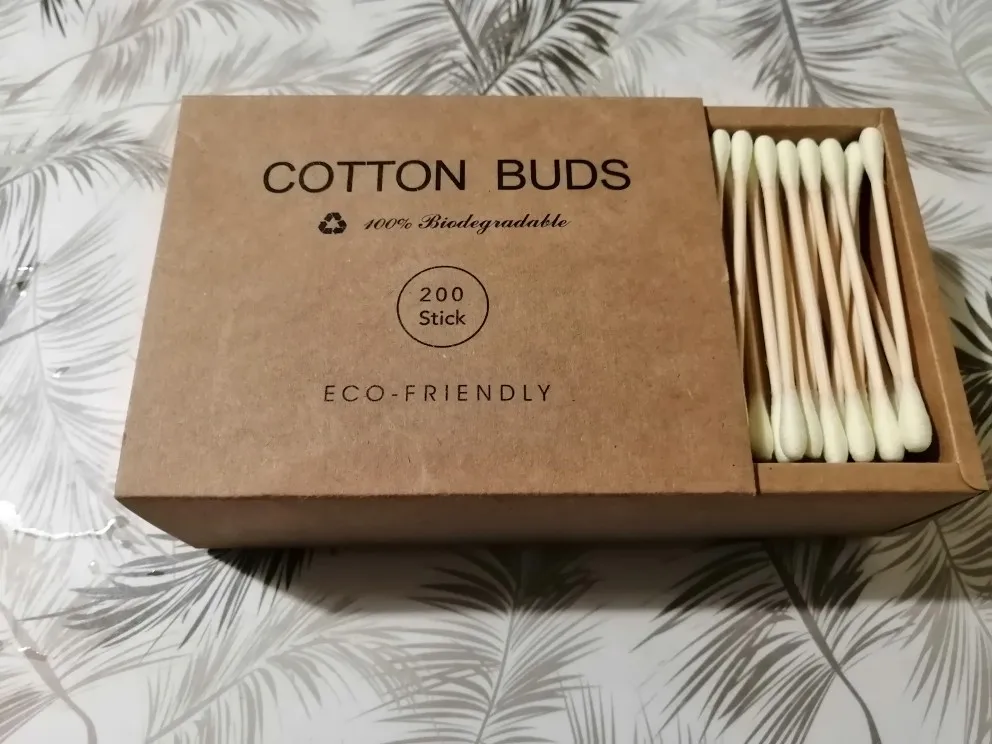 COTTON BUDS
100% Biodegradable
200
Stick
ECO-FRIENDLY